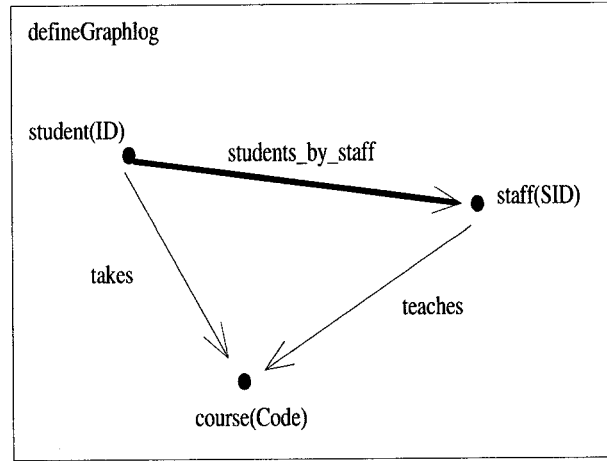 defineGraphlog
student(ID)
students_by_staff
staff(SID)
takes
teaches
course(Code)